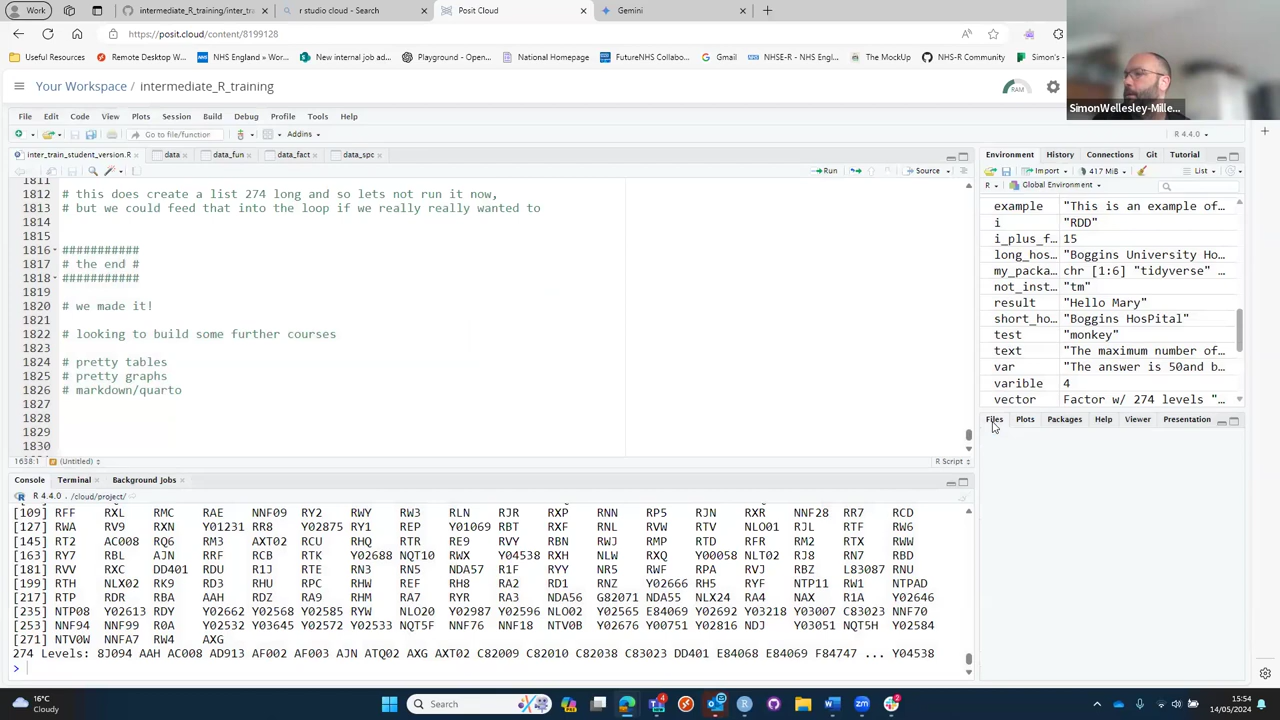 Work
intermediate_R_training/inter_tra
r studio cloud - Search
Posit Cloud
Gemini
https://posit.cloud/content/8199128
Useful Resources
Remote Desktop W...
NHS England » Wor...
New internal job ad...
Playground - Open...
National Homepage
FutureNHS Collabo...
Gmail
NHSE-R - NHS Engl...
The MockUp
NHS-R Community
Simon's -
Your Workspace / intermediate_R_training
RAM
SimonWellesley-Mille...
File Edit Code View Plots Session Build Debug Profile Tools Help
Go to file/function
Addins
R 4.4.0
inter_train_student_version.R
data
data_fun
data_fact
data_spc
Run
Source
1811
1812 # this does create a list 274 long and so lets not run it now,
1813 # but we could feed that into the loop if we really really wanted to
1814
1815
1816 ###########
1817 # the end #
1818 ###########
1819
1820 # we made it!
1821
1822 # looking to build some further courses
1823
1824 # pretty tables
1825 # pretty graphs
1826 # markdown/quarto
1827
1828
1829
1830
1638:1 (Untitled)
R Script
Console Terminal Background Jobs
R 4.4.0 · /cloud/project/
[109] RFF RXL RMC RAE NNF09 RY2 RWY RW3 RLN RJR RXP RNN RP5 RJN RXR NNF28 RR7 RCD
[127] RWA RV9 RXN Y01231 RR8 Y02875 RY1 REP Y01069 RBT RXF RNL RVW RTV NLO01 RJL RTF RW6
[145] RT2 AC008 RQ6 RM3 AXT02 RCU RHQ RTR RE9 RVY RBN RWJ RMP RTD RFR RM2 RTX RWW
[163] RY7 RBL AJN RRF RCB RTK Y02688 NQT10 RWX Y04538 RXH NLW RXQ Y00058 NLT02 RJ8 RN7 RBD
[181] RVV RXC DD401 RDU R1J RTE RN3 RN5 NDA57 R1F RYY NR5 RWF RPA RVJ RBZ L83087 RNU
[199] RTH NLX02 RK9 RD3 RHU RPC RHW REF RH8 RA2 RD1 RNZ Y02666 RH5 RYF NTP11 RW1 NTPAD
[217] RTP RDR RBA AAH RDZ RA9 RHM RA7 RYR RA3 NDA56 G82071 NDA55 NLX24 RA4 NAX R1A Y02646
[235] NTP08 Y02613 RDY Y02662 Y02568 Y02585 RYW NLO20 Y02987 Y02596 NLO02 Y02565 E84069 Y02692 Y03218 Y03007 C83023 NNF70
[253] NNF94 NNF99 R0A Y02532 Y03645 Y02572 Y02533 NQT5F NNF76 NNF18 NTV0B Y02676 Y00751 Y02816 NDJ Y03051 NQT5H Y02584
[271] NTV0W NNFA7 RW4 AXG
274 Levels: 8J094 AAH AC008 AD913 AF002 AF003 AJN ATQ02 AXG AXT02 C82009 C82010 C82038 C83023 DD401 E84068 E84069 F84747 ... Y04538
>
Environment History Connections Git Tutorial
Import 417 MiB List
R Global Environment
example "This is an example of...
i "RDD"
i_plus_f... 15
long_hos... "Boggins University Ho...
my_packa... chr [1:6] "tidyverse" ...
not_inst... "tm"
result "Hello Mary"
short_ho... "Boggins HosPital"
test "monkey"
text "The maximum number of...
var "The answer is 50and b...
varible 4
vector Factor w/ 274 levels "...
Files Plots Packages Help Viewer Presentation
16°C
Cloudy
Search
15:54
14/05/2024